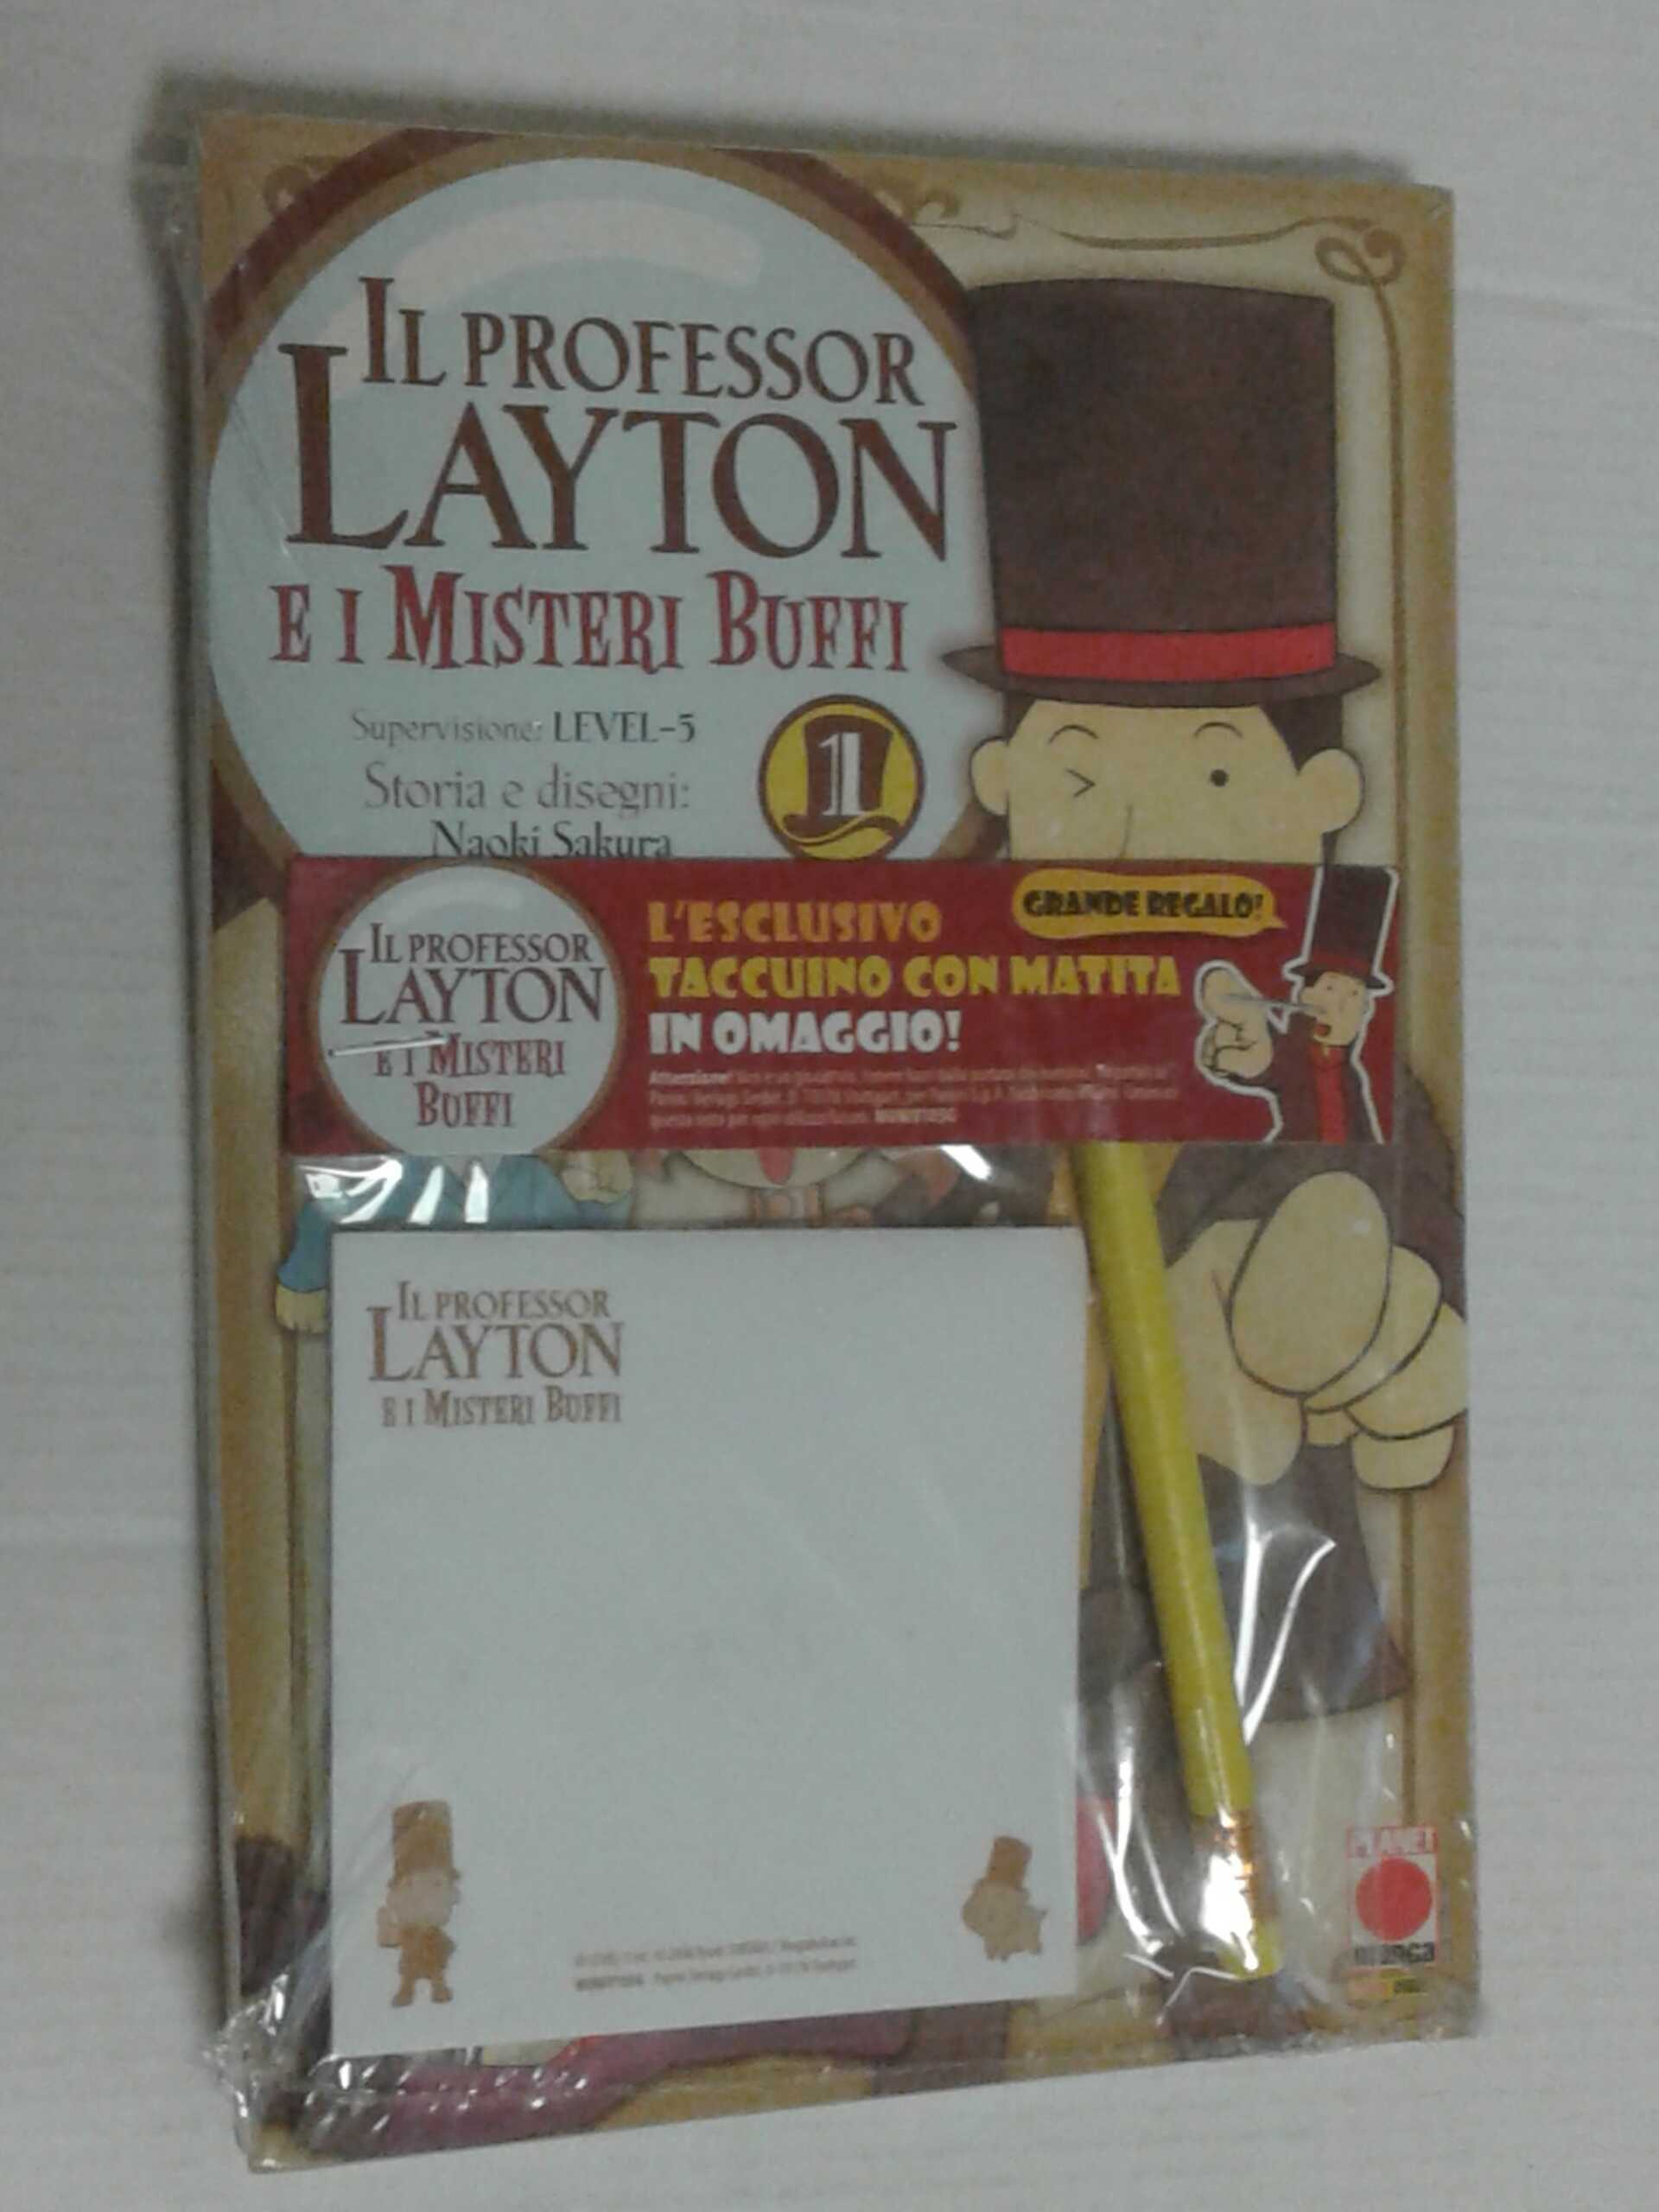 IL PROFESSOR
LAYTON
E I MISTERI BUFFI
Supervisione: LEVEL-5
1
Storia e disegni:
Naoki Sakura
IL PROFESSOR
LAYTON
E I MISTERI
BUFFI
L'ESCLUSIVO
TACCUINO CON MATITA
IN OMAGGIO!
GRANDE REGALO!
Attenzione!
IL PROFESSOR
LAYTON
E I MISTERI BUFFI
PLANET
manga